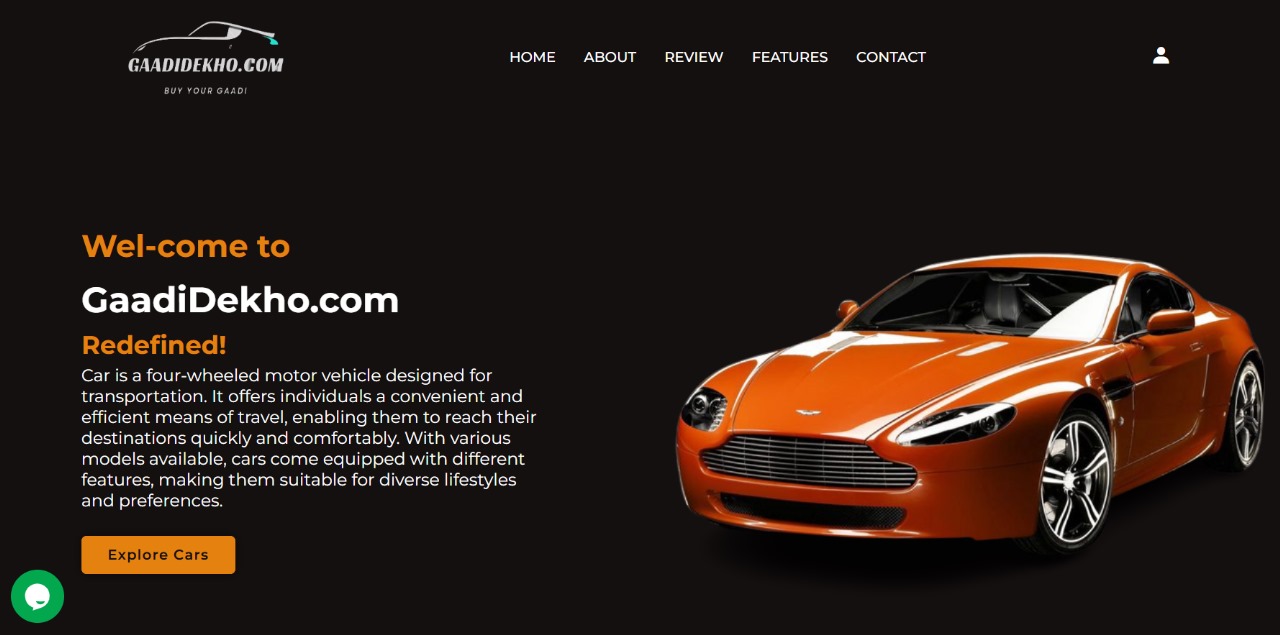 GAADIDEKHO.COM
BUY YOUR GAADI
HOME ABOUT REVIEW FEATURES CONTACT
Wel-come to
GaadiDekho.com
Redefined!
Car is a four-wheeled motor vehicle designed for
transportation. It offers individuals a convenient and
efficient means of travel, enabling them to reach their
destinations quickly and comfortably. With various
models available, cars come equipped with different
features, making them suitable for diverse lifestyles
and preferences.
Explore Cars